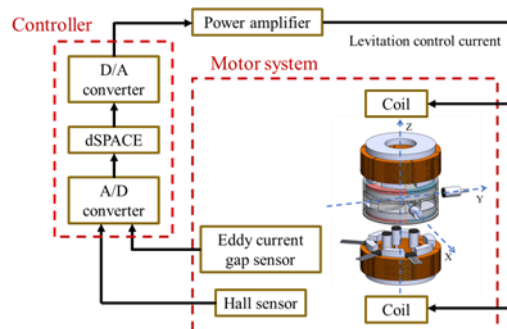 Controller
Power amplifier
Levitation control current
D/A
converter
Motor system
Coil
Z
dSPACE
A/D
converter
Y
Eddy current
gap sensor
X
Hall sensor
Coil